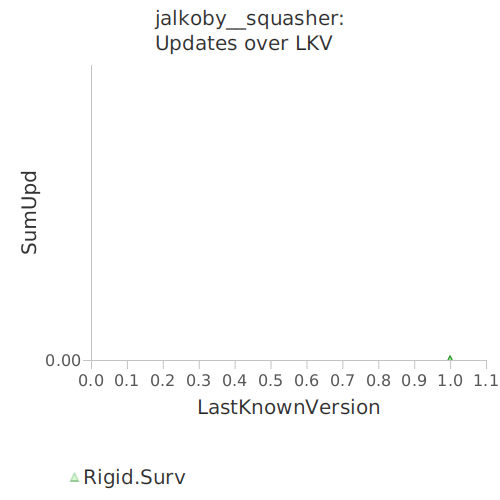 jalkoby__squasher:
Updates over LKV
SumUpd
0.00
0.0 0.1 0.2 0.3 0.4 0.5 0.6 0.7 0.8 0.9 1.0 1.1
LastKnownVersion
Rigid.Surv